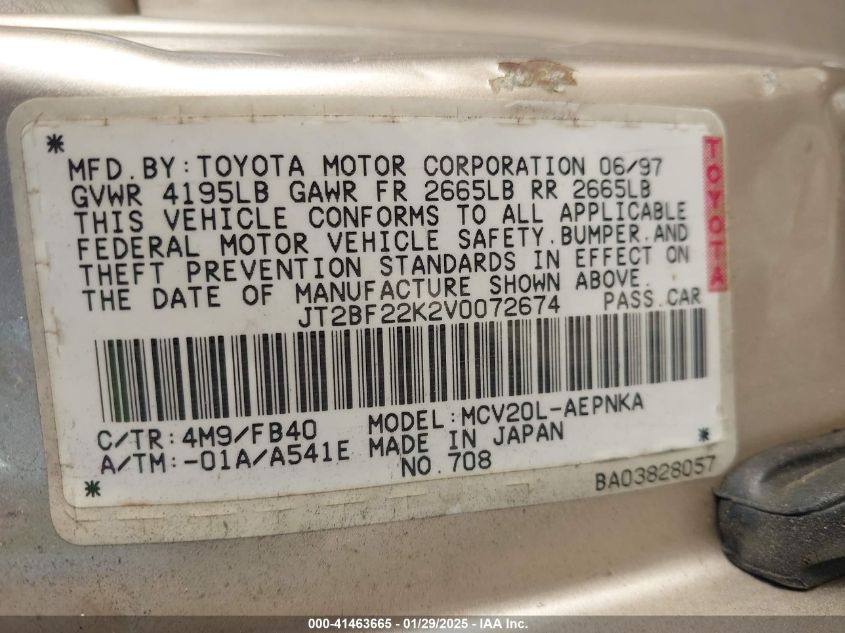 MFD.BY:TOYOTA MOTOR CORPORATION 06/97
GVWR 4195LB GAWR FR 2665LB RR 2665LB
THIS VEHICLE CONFORMS TO ALL APPLICABLE
FEDERAL MOTOR VEHICLE SAFETY.BUMPER.AND
THEFT PREVENTION STANDARDS IN EFFECT ON
THE DATE OF MANUFACTURE SHOWN ABOVE.
JT2BF22K2V0072674 PASS.CAR
TOYOTA
C/TR:4M9/FB40 MODEL:MCV20L-AEPNKA
A/TM:-01A/A541E MADE IN JAPAN
NO.708
BA03828057
000-41463665 - 01/29/2025 - IAA Inc.